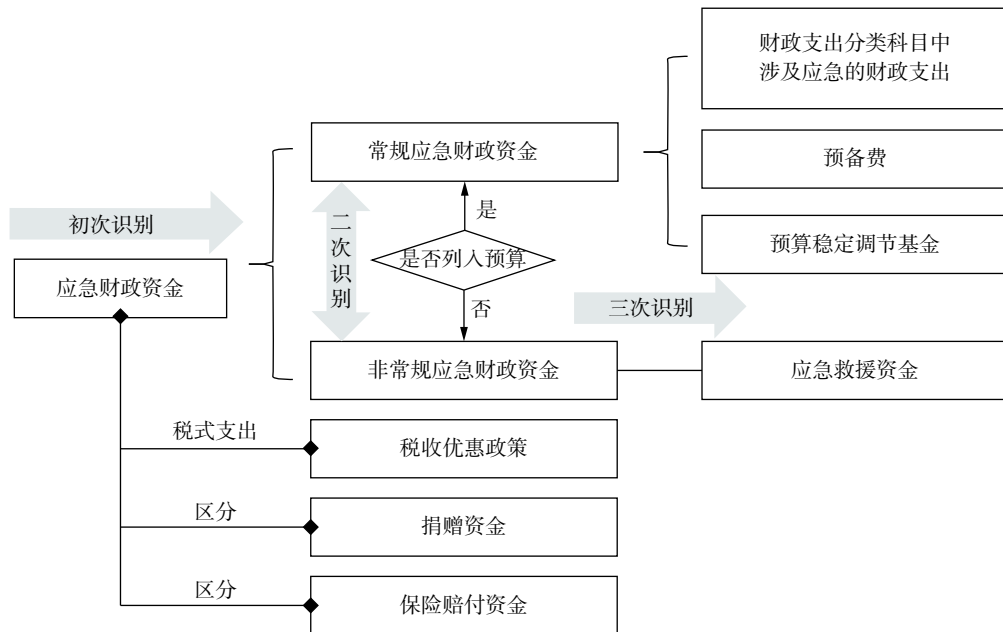 财政支出分类科目中
涉及应急的财政支出
常规应急财政资金
预备费
初次识别
二次识别
是
是否列入预算
预算稳定调节基金
应急财政资金
否
三次识别
非常规应急财政资金
应急救援资金
税式支出
税收优惠政策
区分
捐赠资金
区分
保险赔付资金